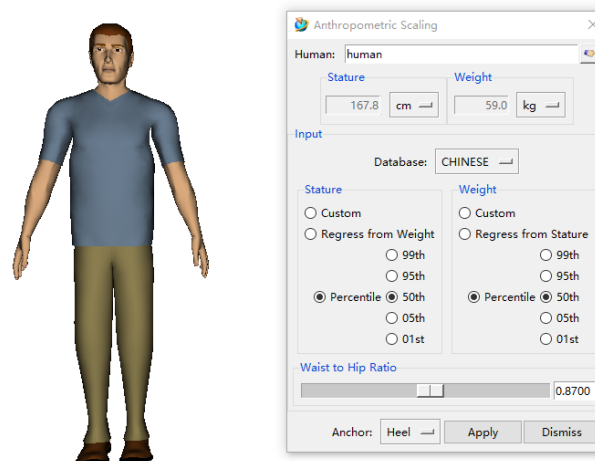 Anthropometric Scaling
Human: human
Stature Weight
167.8 cm 59.0 kg
Input
Database: CHINESE
Stature Weight
Custom Custom
Regress from Weight Regress from Stature
99th 99th
95th 95th
Percentile 50th Percentile 50th
05th 05th
01st 01st
Waist to Hip Ratio
0.8700
Anchor: Heel Apply Dismiss